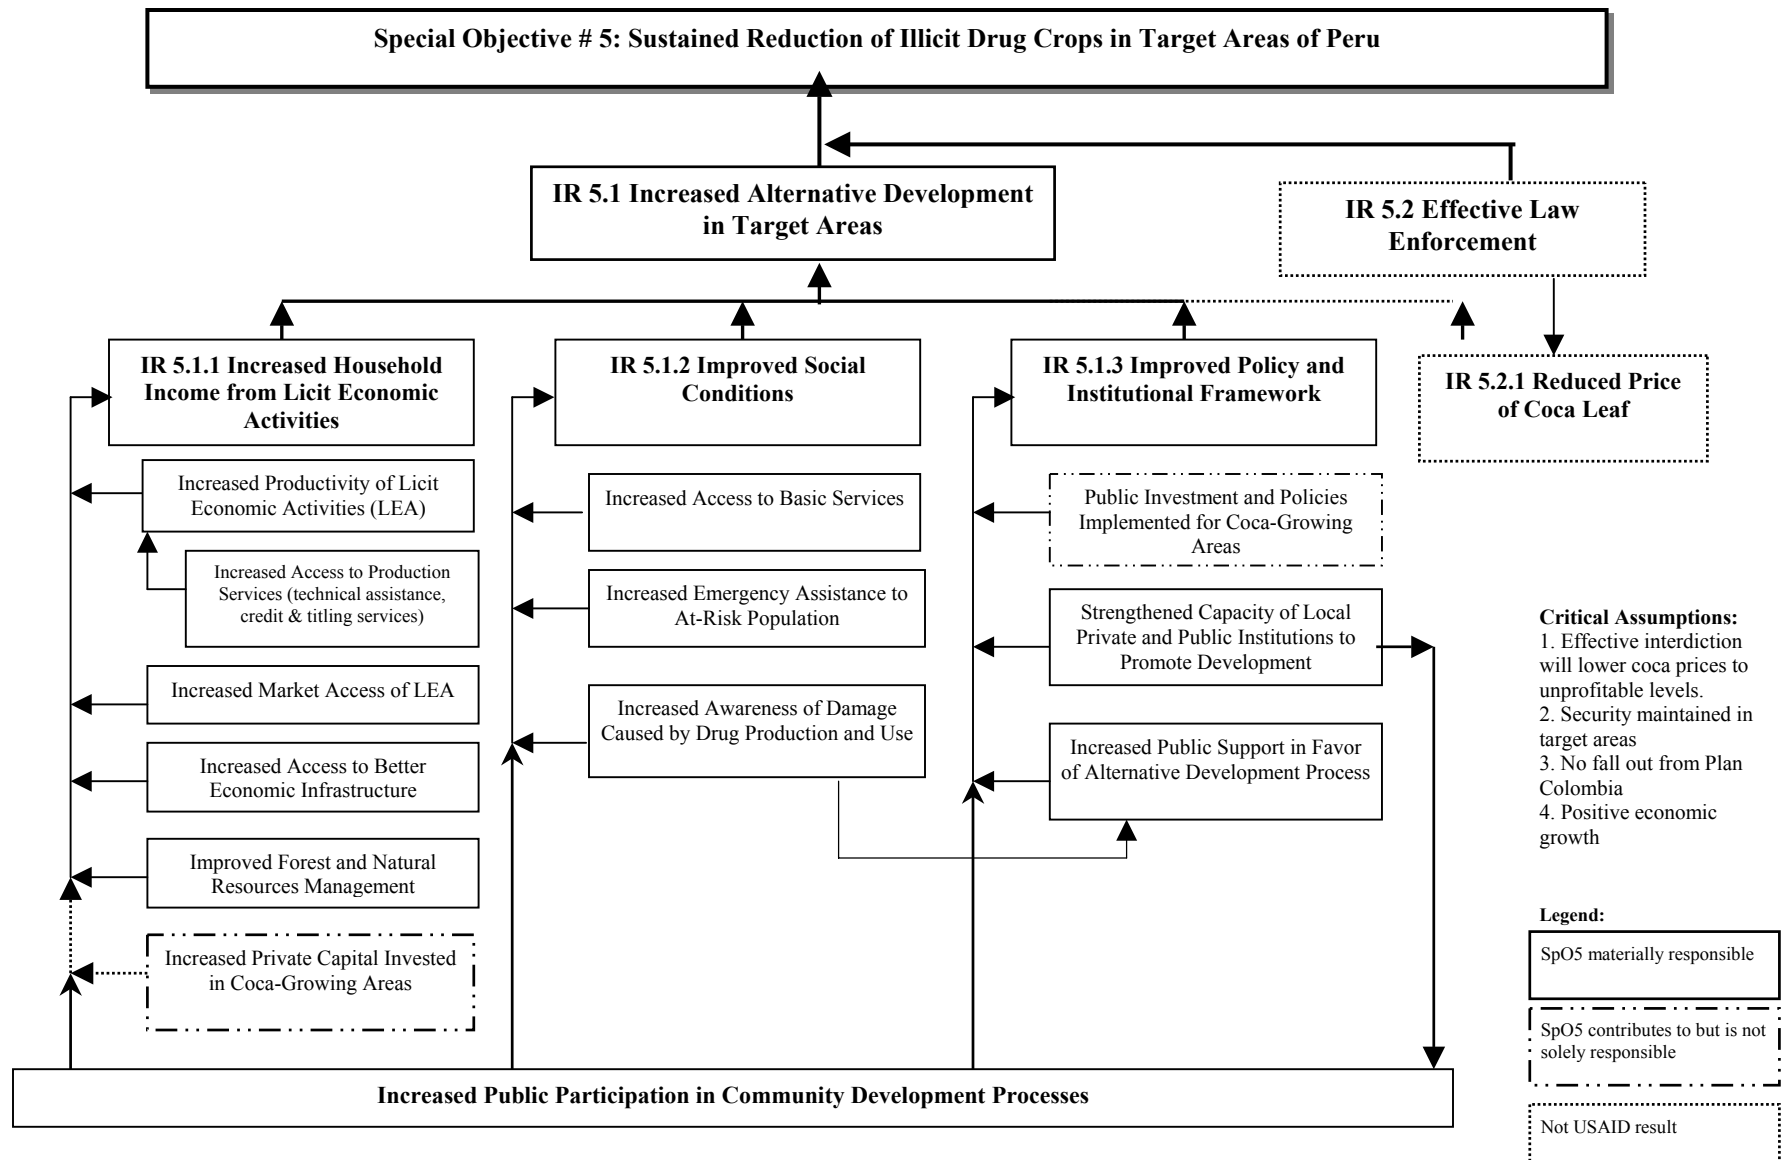 Special Objective # 5: Sustained Reduction of Illicit Drug Crops in Target Areas of Peru
IR 5.1 Increased Alternative Development
in Target Areas
IR 5.2 Effective Law
Enforcement
IR 5.1.1 Increased Household
Income from Licit Economic
Activities
IR 5.1.2 Improved Social
Conditions
IR 5.1.3 Improved Policy and
Institutional Framework
IR 5.2.1 Reduced Price
of Coca Leaf
Increased Productivity of Licit
Economic Activities (LEA)
Increased Access to Production
Services (technical assistance,
credit & titling services)
Increased Market Access of LEA
Increased Access to Better
Economic Infrastructure
Improved Forest and Natural
Resources Management
Increased Private Capital Invested
in Coca-Growing Areas
Increased Access to Basic Services
Increased Emergency Assistance to
At-Risk Population
Increased Awareness of Damage
Caused by Drug Production and Use
Public Investment and Policies
Implemented for Coca-Growing
Areas
Strengthened Capacity of Local
Private and Public Institutions to
Promote Development
Increased Public Support in Favor
of Alternative Development Process
Critical Assumptions:
1. Effective interdiction
will lower coca prices to
unprofitable levels.
2. Security maintained in
target areas
3. No fall out from Plan
Colombia
4. Positive economic
growth
Legend:
SpO5 materially responsible
SpO5 contributes to but is not
solely responsible
Not USAID result
Increased Public Participation in Community Development Processes